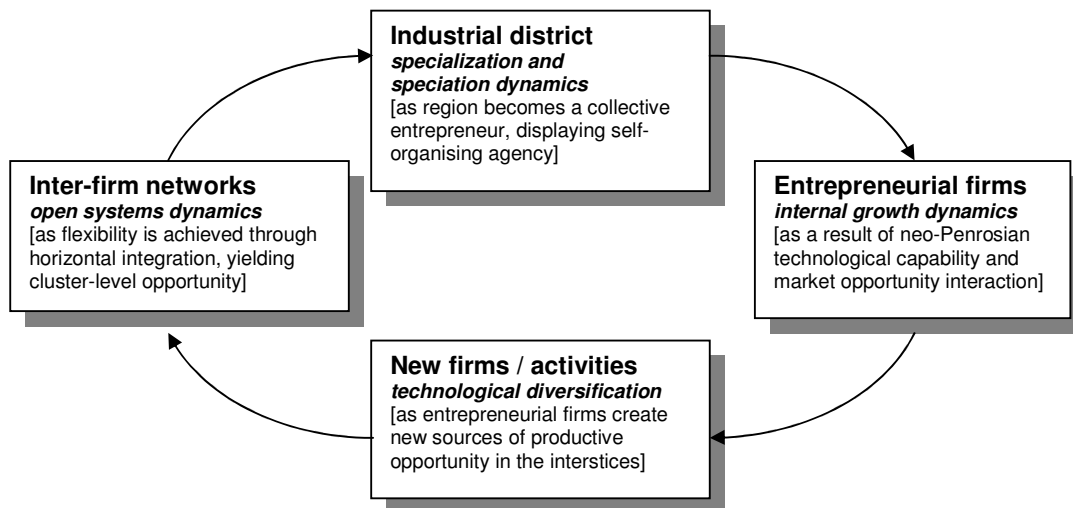 Industrial district
specialization and
speciation dynamics
[as region becomes a collective
entrepreneur, displaying self-
organising agency]
Inter-firm networks
open systems dynamics
[as flexibility is achieved through
horizontal integration, yielding
cluster-level opportunity]
Entrepreneurial firms
internal growth dynamics
[as a result of neo-Penrosian
technological capability and
market opportunity interaction]
New firms / activities
technological diversification
[as entrepreneurial firms create
new sources of productive
opportunity in the interstices]